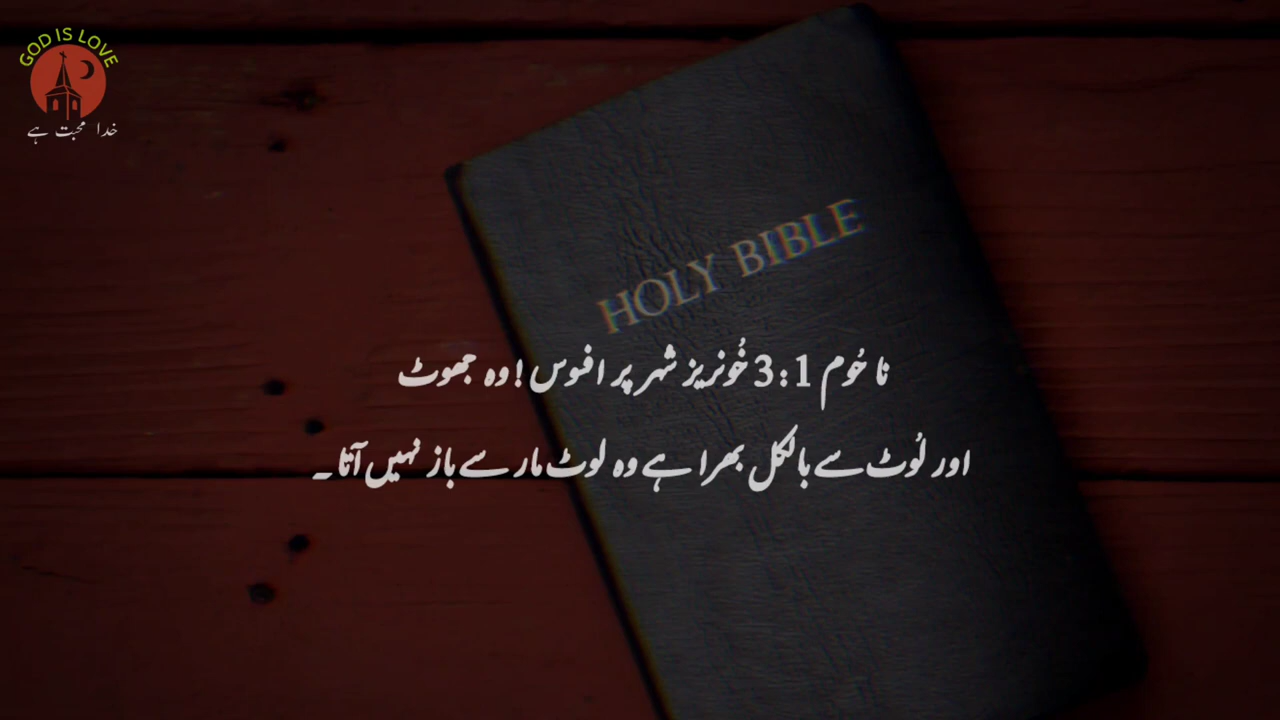 GOD IS LOVE
خدا محبت ہے
HOLY BIBLE
نا حُوم 3:1 خُونریز شہر پر افسوس !وہ جھوٹ
اور لُوٹ سے بالکل بھرا ہے وہ لوٹ مار سے باز نہیں آتا ۔